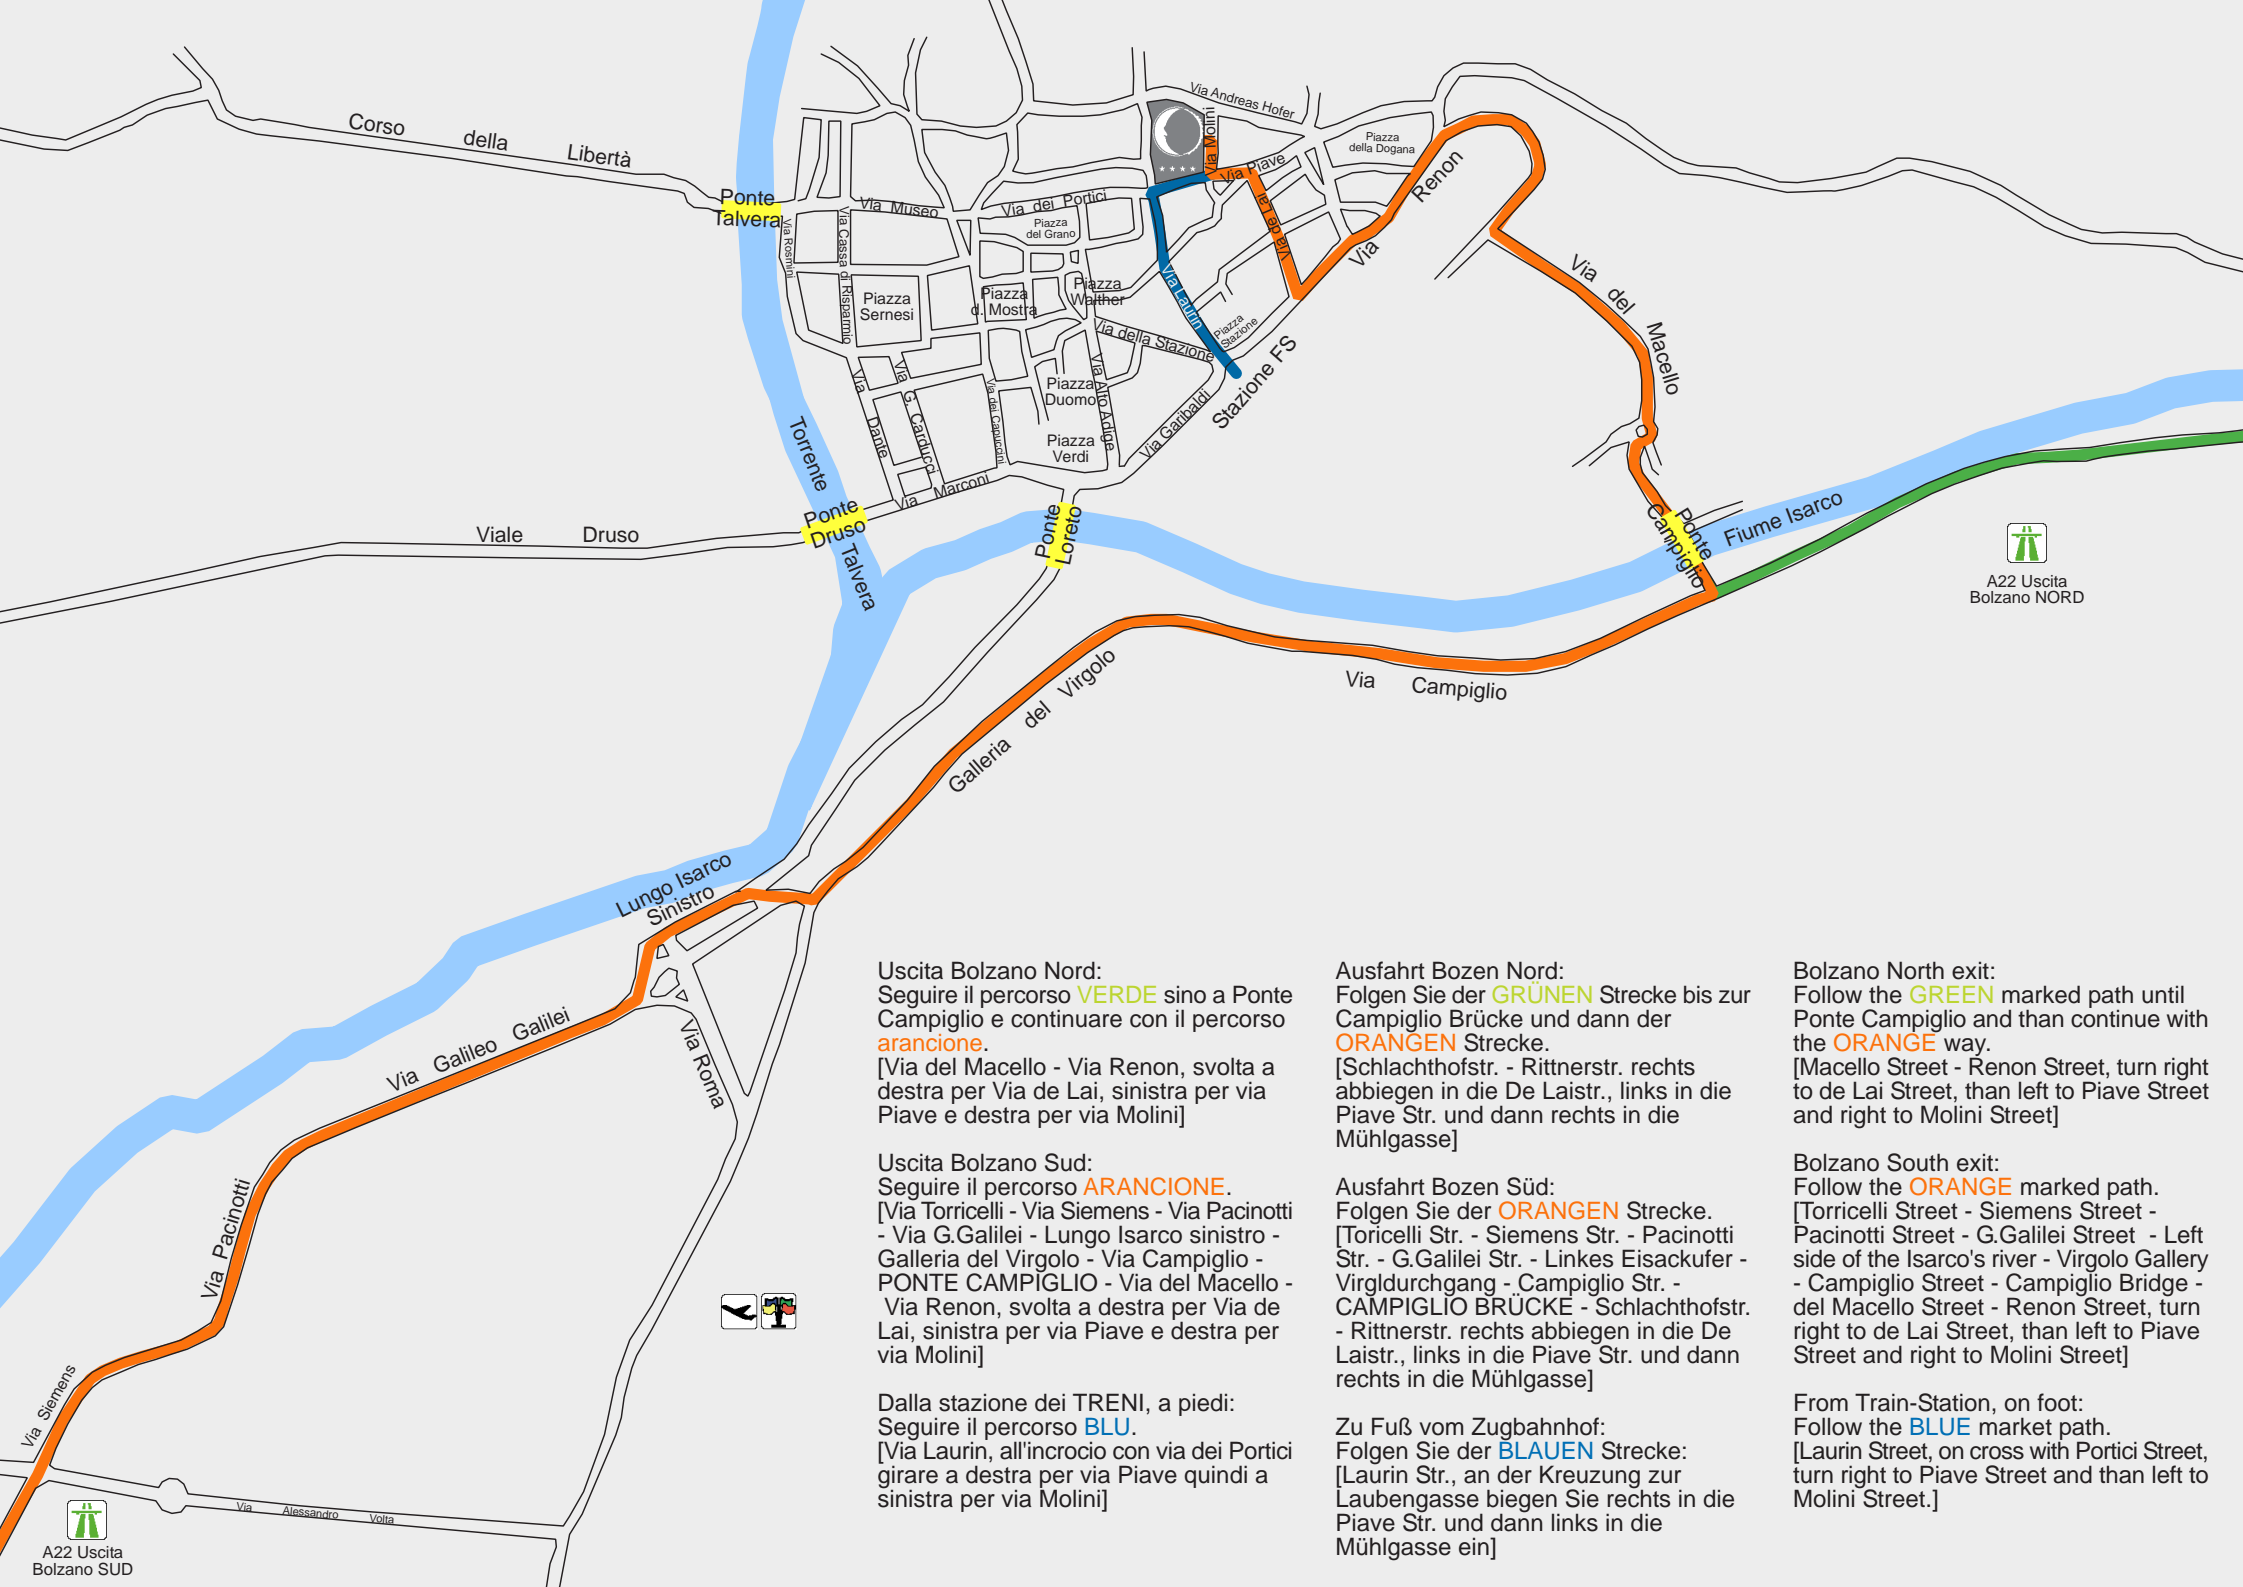 Via Andreas Hofer
Via Molini
Corso della Libertà
Piazza
della Dogana
Via Piave
Via Renon
Ponte
Talvera
Via Museo
Via dei Portici
Via de Lai
Piazza
del Grano
Via Rosmini
Via Cassa di Risparmio
Via del Macello
Via Laurin
Piazza
Sernesi
Piazza
d. Mostra
Piazza
Walther
Piazza
Stazione
Via della Stazione
Stazione FS
Via Dante
Via G. Carducci
Via dei Capuccini
Piazza
Duomo
Via Alto Adige
Via Garibaldi
Piazza
Verdi
Torrente Talvera
Via Marconi
Ponte
Druso
Viale Druso
Ponte
Loreto
Ponte
Campiglio
Fiume Isarco
A22 Uscita
Bolzano NORD
Via Campiglio
Galleria del Virgolo
Lungo Isarco
Sinistro
Via Galileo Galilei
Via Roma
Via Pacinotti
Via Siemens
Via Alessandro Volta
A22 Uscita
Bolzano SUD
Uscita Bolzano Nord:
Seguire il percorso VERDE sino a Ponte
Campiglio e continuare con il percorso
arancione.
[Via del Macello - Via Renon, svolta a
destra per Via de Lai, sinistra per via
Piave e destra per via Molini]
Uscita Bolzano Sud:
Seguire il percorso ARANCIONE.
[Via Torricelli - Via Siemens - Via Pacinotti
- Via G.Galilei - Lungo Isarco sinistro -
Galleria del Virgolo - Via Campiglio -
PONTE CAMPIGLIO - Via del Macello -
Via Renon, svolta a destra per Via de
Lai, sinistra per via Piave e destra per
via Molini]
Dalla stazione dei TRENI, a piedi:
Seguire il percorso BLU.
[Via Laurin, all'incrocio con via dei Portici
girare a destra per via Piave quindi a
sinistra per via Molini]
Ausfahrt Bozen Nord:
Folgen Sie der GRÜNEN Strecke bis zur
Campiglio Brücke und dann der
ORANGEN Strecke.
[Schlachthofstr. - Rittnerstr. rechts
abbiegen in die De Laistr., links in die
Piave Str. und dann rechts in die
Mühlgasse]
Ausfahrt Bozen Süd:
Folgen Sie der ORANGEN Strecke.
[Toricelli Str. - Siemens Str. - Pacinotti
Str. - G.Galilei Str. - Linkes Eisackufer -
Virgldurchgang - Campiglio Str. -
CAMPIGLIO BRÜCKE - Schlachthofstr.
- Rittnerstr. rechts abbiegen in die De
Laistr., links in die Piave Str. und dann
rechts in die Mühlgasse]
Zu Fuß vom Zugbahnhof:
Folgen Sie der BLAUEN Strecke:
[Laurin Str., an der Kreuzung zur
Laubengasse biegen Sie rechts in die
Piave Str. und dann links in die
Mühlgasse ein]
Bolzano North exit:
Follow the GREEN marked path until
Ponte Campiglio and than continue with
the ORANGE way.
[Macello Street - Renon Street, turn right
to de Lai Street, than left to Piave Street
and right to Molini Street]
Bolzano South exit:
Follow the ORANGE marked path.
[Torricelli Street - Siemens Street -
Pacinotti Street - G.Galilei Street - Left
side of the Isarco's river - Virgolo Gallery
- Campiglio Street - Campiglio Bridge -
del Macello Street - Renon Street, turn
right to de Lai Street, than left to Piave
Street and right to Molini Street]
From Train-Station, on foot:
Follow the BLUE market path.
[Laurin Street, on cross with Portici Street,
turn right to Piave Street and than left to
Molini Street.]